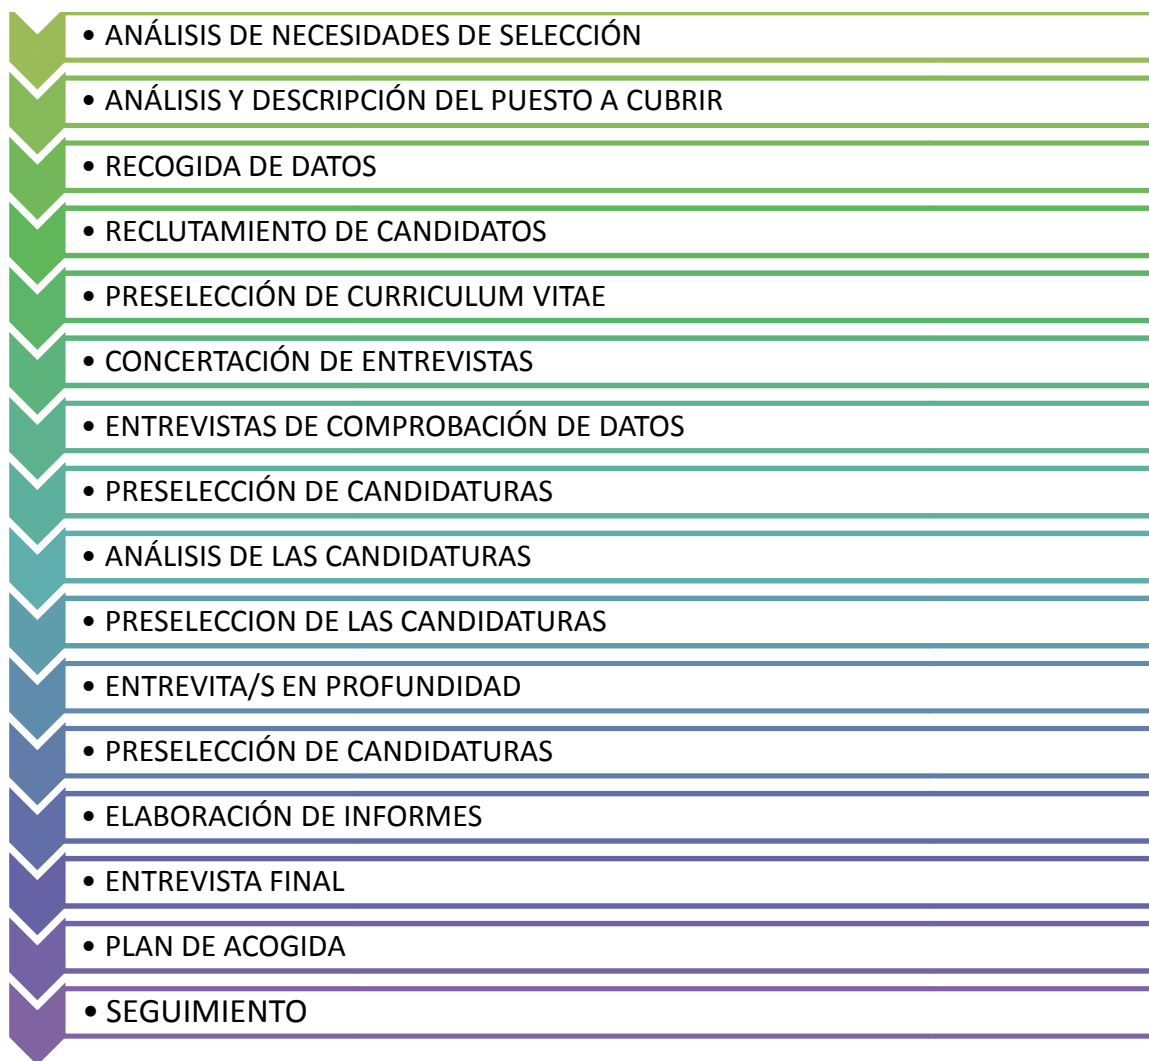 • ANÁLISIS DE NECESIDADES DE SELECCIÓN
• ANÁLISIS Y DESCRIPCIÓN DEL PUESTO A CUBRIR
• RECOGIDA DE DATOS
• RECLUTAMIENTO DE CANDIDATOS
• PRESELECCIÓN DE CURRICULUM VITAE
• CONCERTACIÓN DE ENTREVISTAS
• ENTREVISTAS DE COMPROBACIÓN DE DATOS
• PRESELECCIÓN DE CANDIDATURAS
• ANÁLISIS DE LAS CANDIDATURAS
• PRESELECCION DE LAS CANDIDATURAS
• ENTREVITA/S EN PROFUNDIDAD
• PRESELECCIÓN DE CANDIDATURAS
• ELABORACIÓN DE INFORMES
• ENTREVISTA FINAL
• PLAN DE ACOGIDA
• SEGUIMIENTO